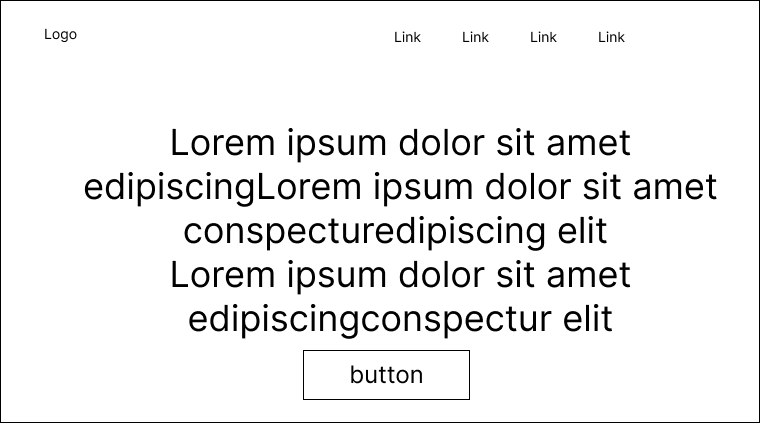 Logo
Link Link Link Link
Lorem ipsum dolor sit amet
edipiscingLorem ipsum dolor sit amet
conspecturedipiscing elit
Lorem ipsum dolor sit amet
edipiscingconspectur elit
button